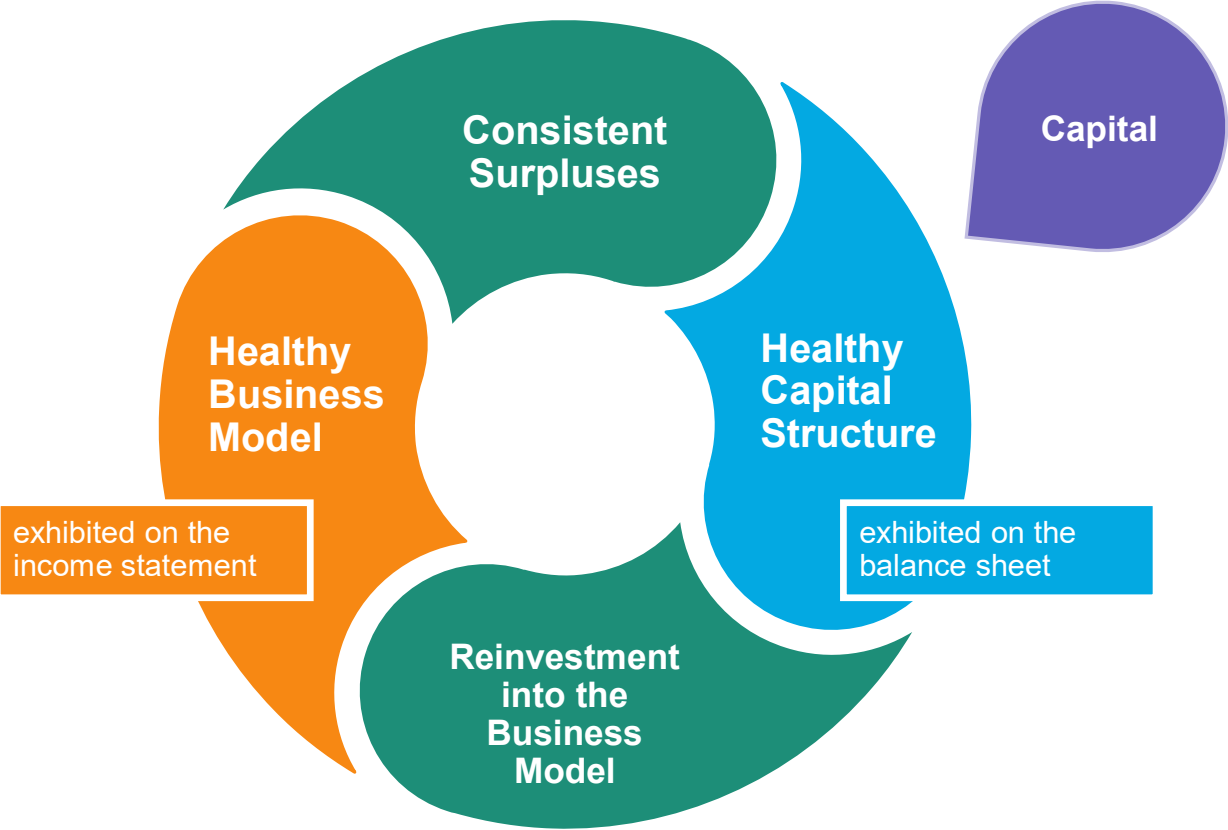 Consistent
Surpluses
Capital
Healthy
Business
Model
Healthy
Capital
Structure
exhibited on the
income statement
exhibited on the
balance sheet
Reinvestment
into the
Business
Model